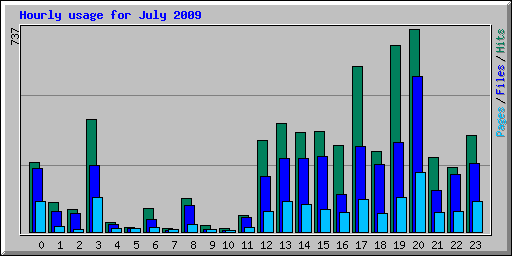 Hourly usage for July 2009
737
Pages/Files/Hits
0 1 2 3 4 5 6 7 8 9 10 11 12 13 14 15 16 17 18 19 20 21 22 23